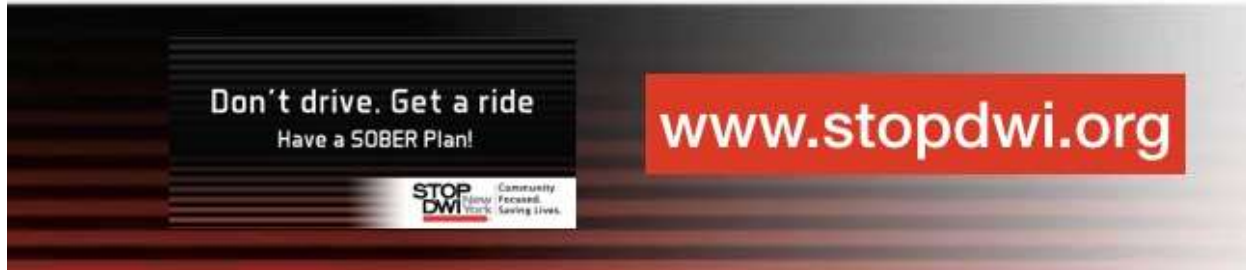 Don't drive. Get a ride
Have a SOBER Plan!
STOP
DWI New York
Community
Focused.
Saving Lives.
www.stopdwi.org